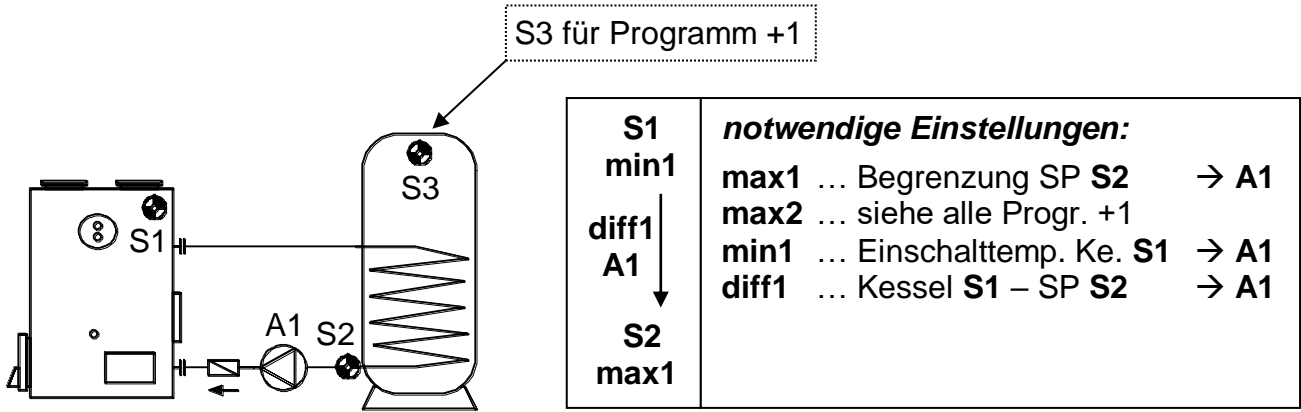 S3 für Programm +1
S3
S1
A1
S2
S1
min1
diff1
A1
S2
max1
notwendige Einstellungen:
max1 … Begrenzung SP S2 → A1
max2 … siehe alle Progr. +1
min1 … Einschalttemp. Ke. S1 → A1
diff1 … Kessel S1 – SP S2 → A1